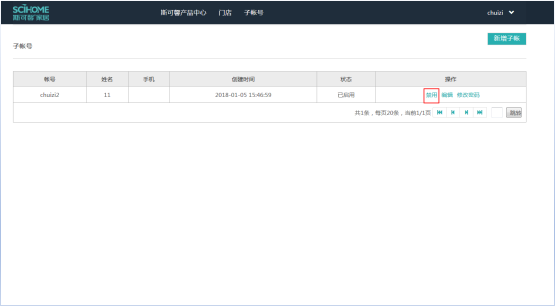 SCIHOME
斯可馨家居
斯可馨产品中心 门店 子帐号
chuizi
子帐号
新增子账
帐号 姓名 手机 创建时间 状态 操作
chuizi2 11 2018-01-05 15:46:59 已启用 禁用 编辑 修改密码
共1条，每页20条，当前1/1页 跳转